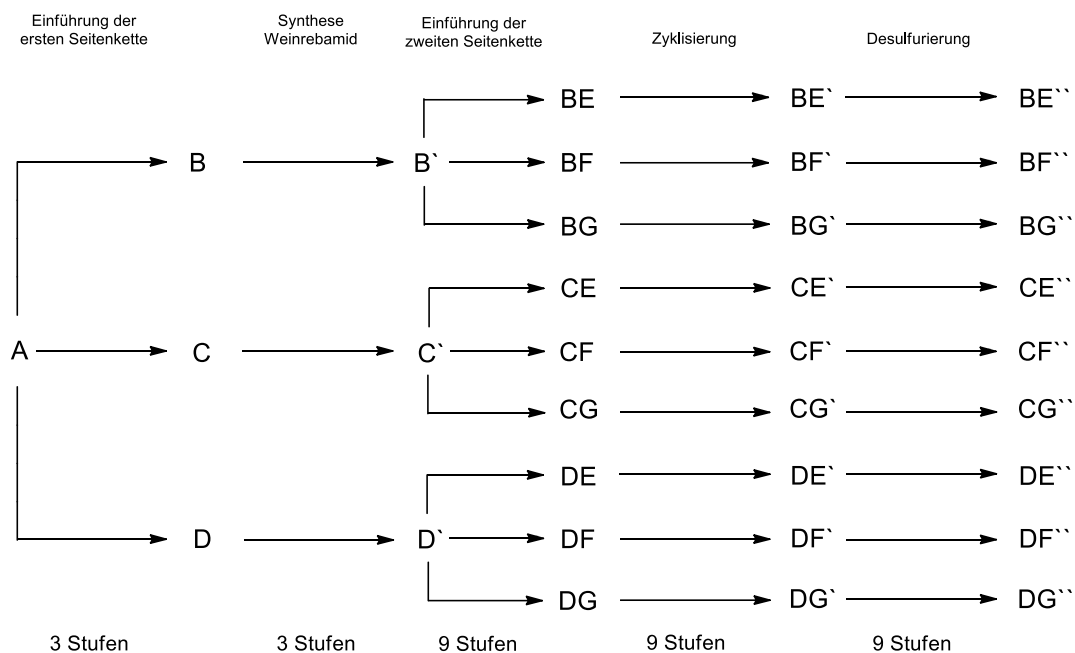 Einführung der
ersten Seitenkette
Synthese
Weinrebamid
Einführung der
zweiten Seitenkette
Zyklisierung
Desulfurierung
BE BE` BE``
B B` BF BF` BF``
BG BG` BG``
CE CE` CE``
A C C` CF CF` CF``
CG CG` CG``
DE DE` DE``
D D` DF DF` DF``
DG DG` DG``
3 Stufen 3 Stufen 9 Stufen 9 Stufen 9 Stufen